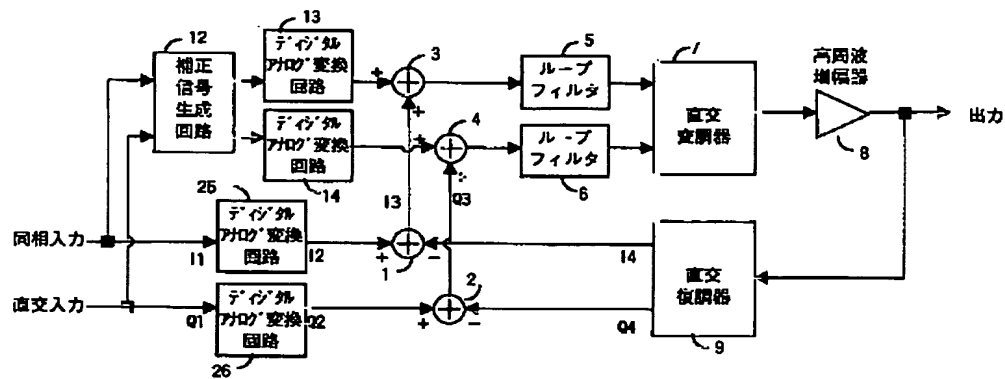 12
補正
信号
生成
回路
13
ディジタル
アナログ変換
回路
ディジタル
アナログ変換
回路
14
+
3
+
+
4
+
5
ループ
フィルタ
ループ
フィルタ
6
7
直交
変調器
高周波
増幅器
8
出力
25
ディジタル
アナログ変換
回路
同相入力
I1
I2
I3
Q3
+
-
1
I4
直交入力
Q1
ディジタル
アナログ変換
回路
26
Q2
+
-
2
Q4
直交
復調器
9